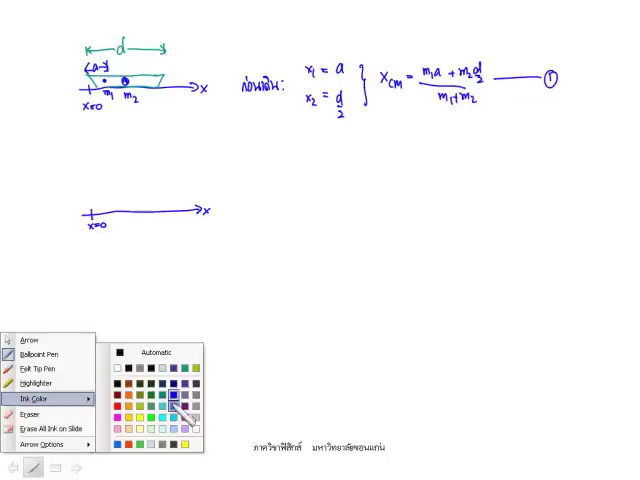 d
a
m₁ m₂ x
x=0
ก่อนเดิน: x₁ = a
x₂ = d/2
X_CM = (m₁a + m₂d/2)/(m₁+m₂) ①
x
x=0
Arrow
Ballpoint Pen
Felt Tip Pen
Highlighter
Ink Color
Eraser
Erase All Ink on Slide
Arrow Options
Automatic
ภาควิชาฟิสิกส์ มหาวิทยาลัยขอนแก่น